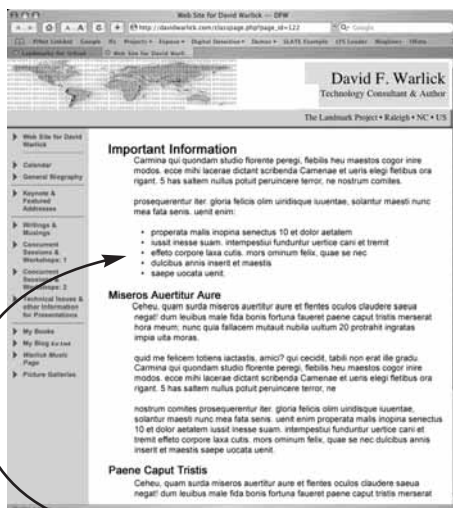 Web Site for David Warlick — DFW
http://davidwarlick.com/classpage.php?page_id=122
Google
Web Site for David Warli
David F. Warlick
Technology Consultant & Author
The Landmark Project • Raleigh • NC • US
Web Site for David
Warlick
Calendar
General Biography
Keynote &
Featured
Addresses
Writings &
Musings
Concurrent
Sessions &
Workshops: 1
Concurrent
Sessions &
Workshops: 2
Technical Issues &
other Information
for Presentations
My Books
My Blog
Warlick Music
Page
Picture Galleries
Important Information
Carmina qui quondam studio florente peregi, flebilis heu maestos cogor inire
modos. ecce mihi lacerae dictant scribenda Camenae et ueris elegi fletibus ora
rigant. 5 has saltem nullus potuit peruincere terror, ne nostrum comites.
prosequerentur iter. gloria felicis olim uiridisque iuuentae, solantur maesti nunc
mea fata senis. uenit enim:
• properata malis inopina senectus 10 et dolor aetatem
• iussit inesse suam. intempestiui funduntur uertice cani et tremit
• effeto corpore laxa cutis. mors ominum felix, quae se nec
• dulcibus annis inserit et maestis
• saepe uocata uenit.
Miseros Auertitur Aure
Ceheu, quam surda miseros auertitur aure et flentes oculos claudere saeua
negat! dum leuibus male fida bonis fortuna faueret paene caput tristis merserat
hora meum; nunc quia fallacem mutauit nubila uultum 20 protrahit ingratas
impia uita moras.
quid me felicem totiens iactastis, amici? qui cecidit, tabili non erat ille gradu.
Carmina qui quondam studio florente peregi, flebilis heu maestos cogor inire
modos. ecce mihi lacerae dictant scribenda Camenae et ueris elegi fletibus ora
rigant. 5 has saltem nullus potuit peruincere terror, ne
nostrum comites prosequerentur iter. gloria felicis olim uiridisque iuuentae,
solantur maesti nunc mea fata senis. uenit enim properata malis inopina senectus
10 et dolor aetatem iussit inesse suam. intempestiui funduntur uertice cani et
tremit effeto corpore laxa cutis. mors ominum felix, quae se nec dulcibus annis
inserit et maestis saepe uocata uenit.
Paene Caput Tristis
Ceheu, quam surda miseros auertitur aure et flentes oculos claudere saeua
negat! dum leuibus male fida bonis fortuna faueret paene caput tristis merserat